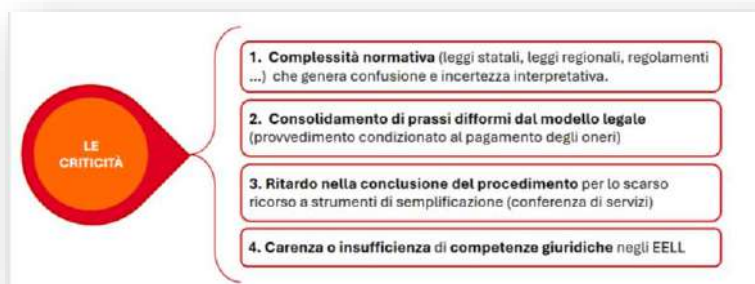 LE
CRITICITÀ
1. Complessità normativa (leggi statali, leggi regionali, regolamenti
...) che genera confusione e incertezza interpretativa.
2. Consolidamento di prassi difformi dal modello legale
(provvedimento condizionato al pagamento degli oneri)
3. Ritardo nella conclusione del procedimento per lo scarso
ricorso a strumenti di semplificazione (conferenza di servizi)
4. Carenza o insufficienza di competenze giuridiche negli EELL